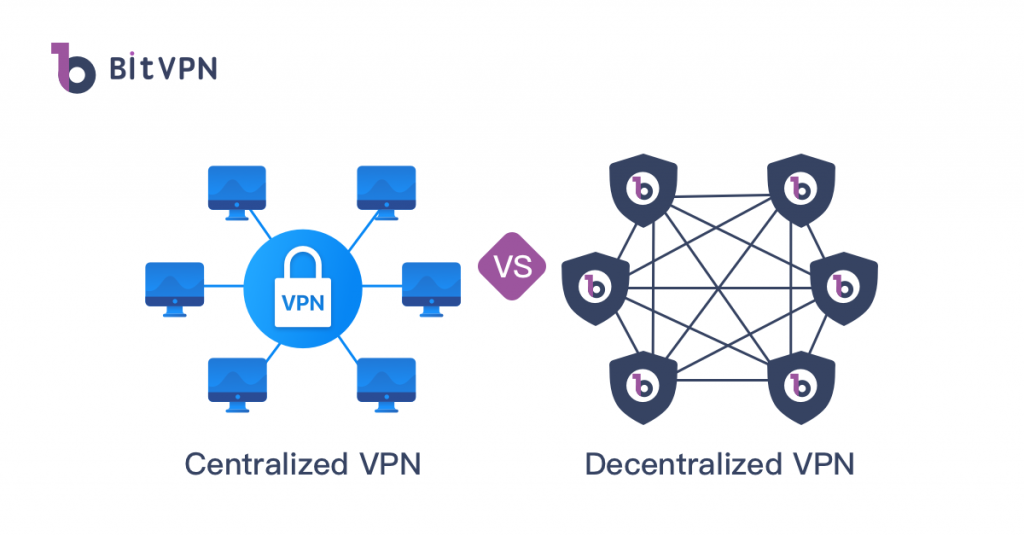 BitVPN
VPN
VS
Centralized VPN
Decentralized VPN